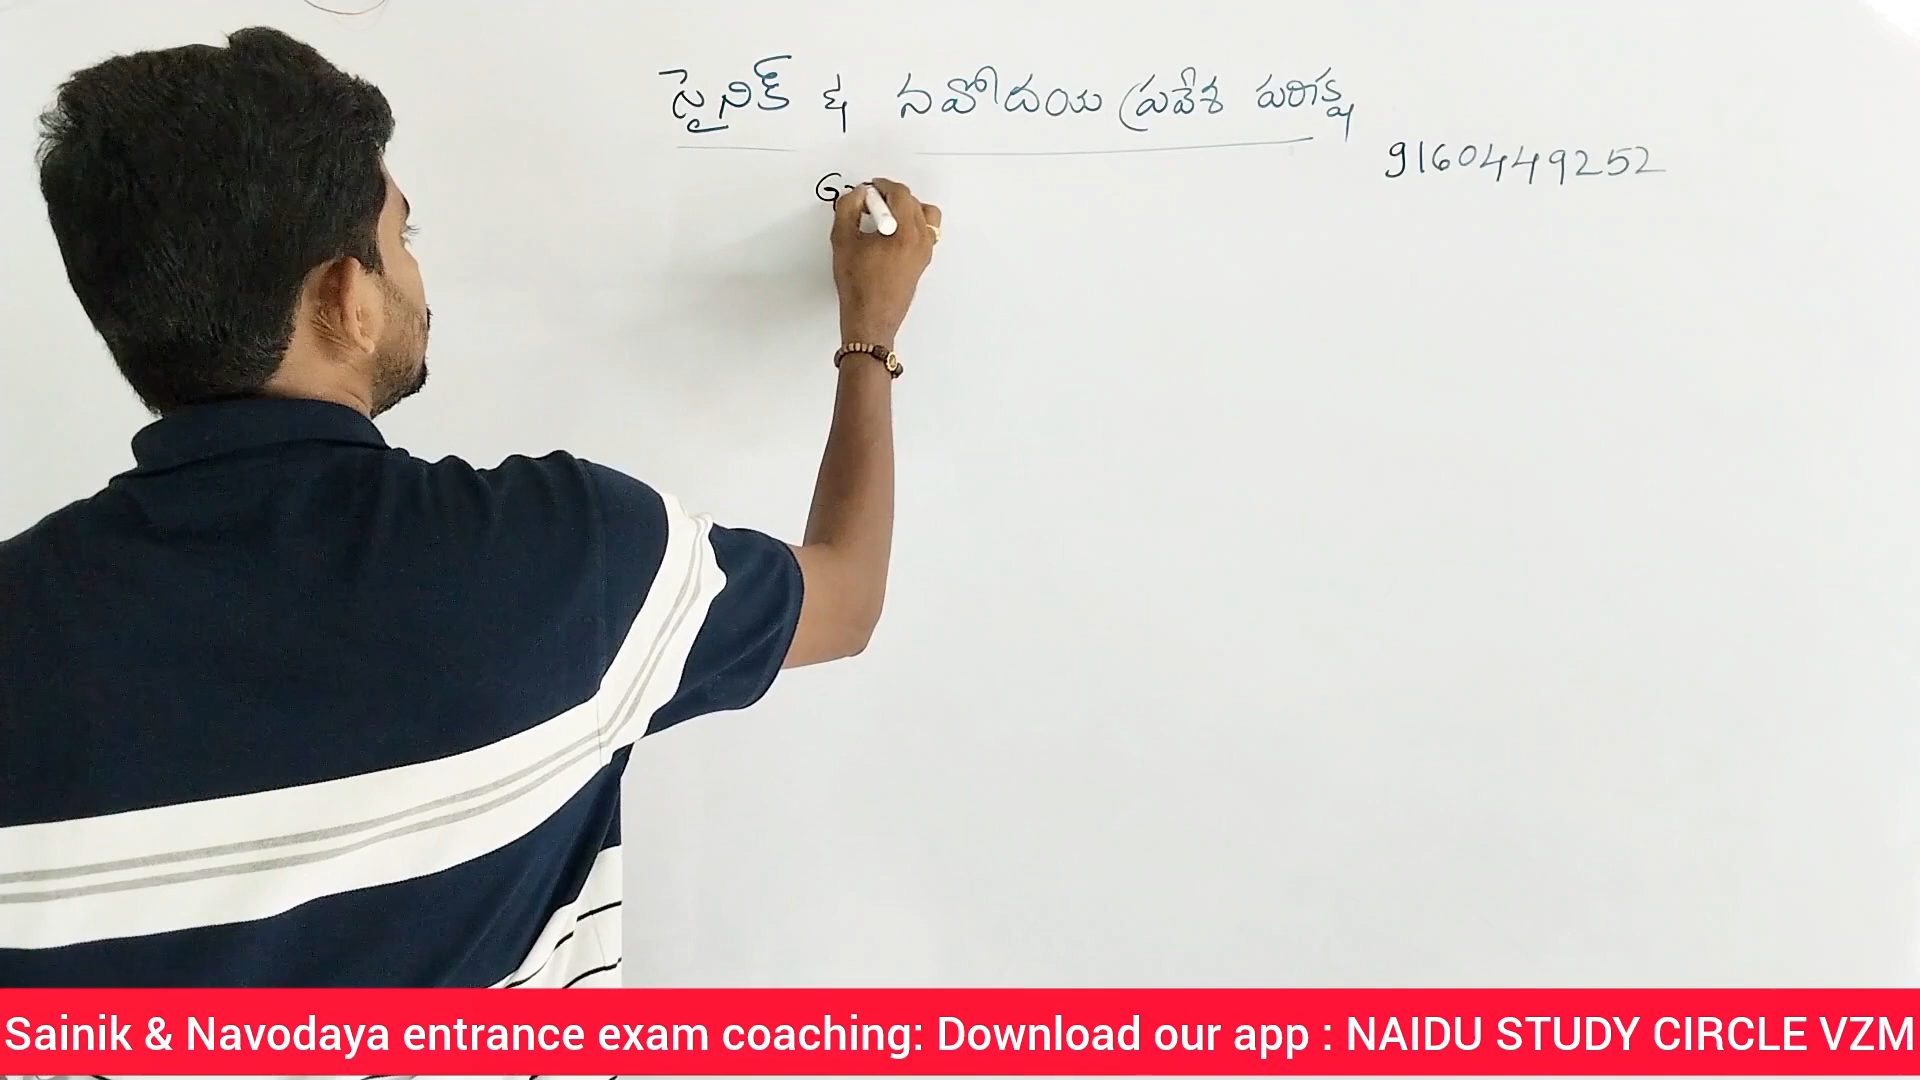 సైనిక్ & నవోదయ ప్రవేశ పరీక్ష
9160449252
Sainik & Navodaya entrance exam coaching: Download our app : NAIDU STUDY CIRCLE VZM